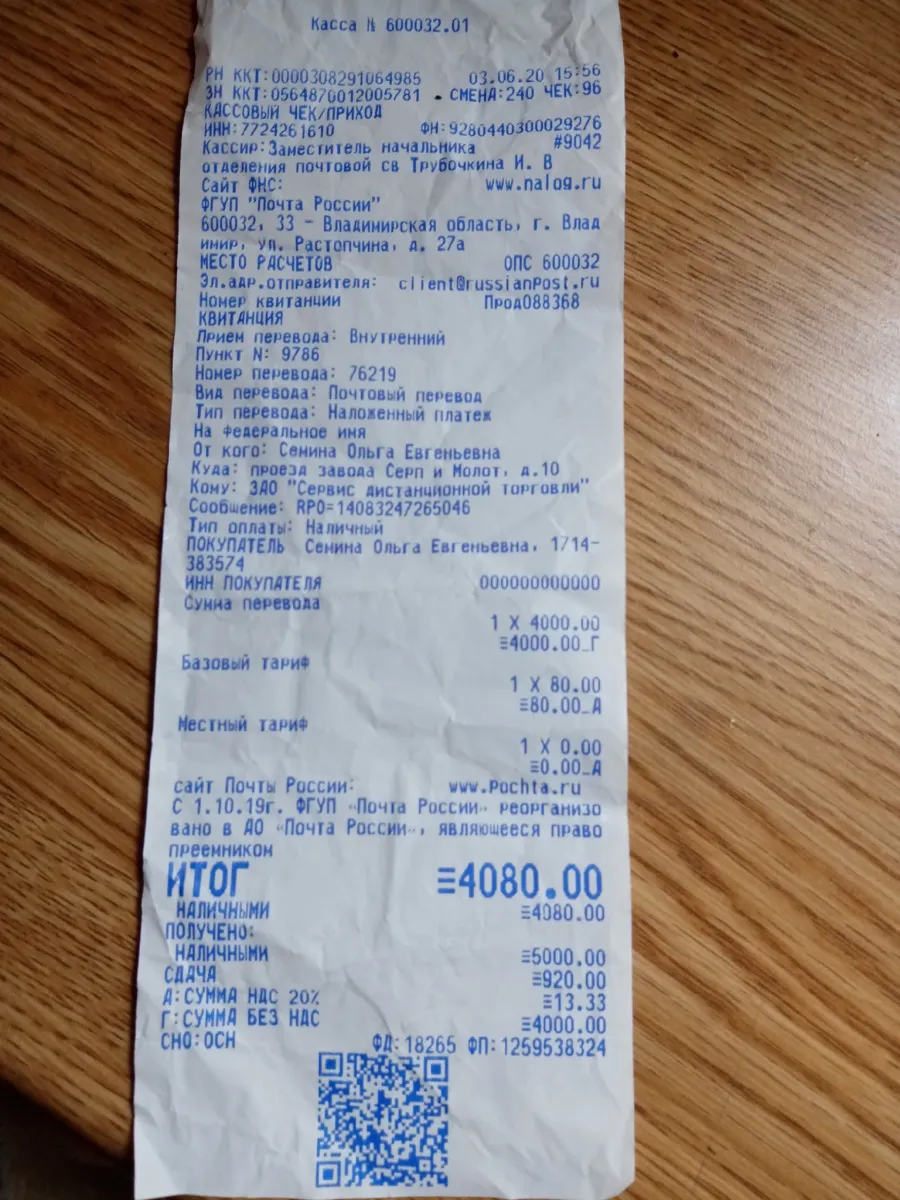 Касса № 600032.01
РН ККТ:0000308291064985 03.06.20 15:56
ЗН ККТ:0564870012005781 СМЕНА:240 ЧЕК:96
КАССОВЫЙ ЧЕК/ПРИХОД
ИНН:7724261610 ФН:9280440300029276
Кассир:Заместитель начальника #9042
отделения почтовой св Трубочкина И. В
Сайт ФНС: www.nalog.ru
ФГУП "Почта России"
600032, 33 - Владимирская область, г. Влад
имир, ул. Растопчина, д. 27а
МЕСТО РАСЧЕТОВ ОПС 600032
Эл.адр.отправителя: client@russianPost.ru
Номер квитанции Прод088368
КВИТАНЦИЯ
Прием перевода: Внутренний
Пункт N: 9786
Номер перевода: 76219
Вид перевода: Почтовый перевод
Тип перевода: Наложенный платеж
На федеральное имя
От кого: Семина Ольга Евгеньевна
Куда: проезд завода Серп и Молот, д.10
Кому: ЗАО "Сервис дистанционной торговли"
Сообщение: RPO=14083247265046
Тип оплаты: Наличный
ПОКУПАТЕЛЬ Семина Ольга Евгеньевна, 1714-
383574
ИНН ПОКУПАТЕЛЯ 000000000000
Сумма перевода
1 X 4000.00
≡4000.00_Г
Базовый тариф
1 X 80.00
≡80.00_А
Местный тариф
1 X 0.00
≡0.00_А
сайт Почты России: www.Pochta.ru
С 1.10.19г. ФГУП «Почта России» реорганизо
вано в АО «Почта России», являющееся право
преемником
ИТОГ ≡4080.00
НАЛИЧНЫМИ ≡4080.00
ПОЛУЧЕНО:
НАЛИЧНЫМИ ≡5000.00
СДАЧА ≡920.00
А:СУММА НДС 20% ≡13.33
Г:СУММА БЕЗ НДС ≡4000.00
СНО:ОСН ФД:18265 ФП:1259538324